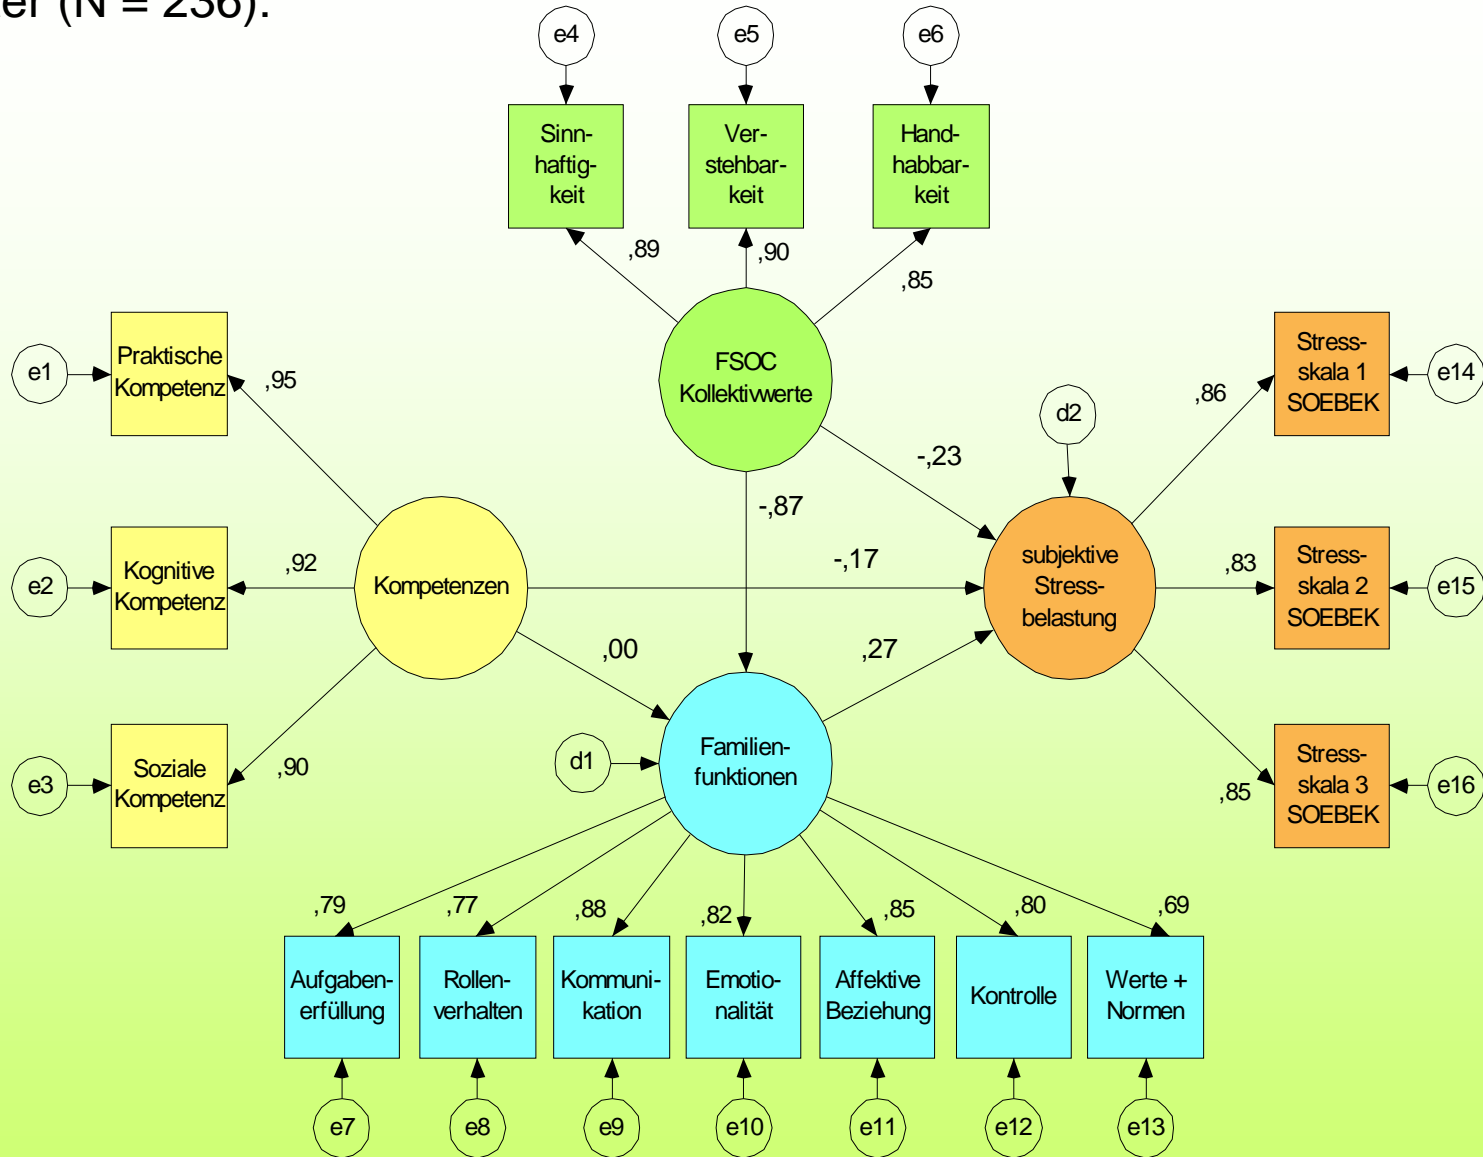 er (N = 236).
e4
e5
e6
Sinn-
haftig-
keit
Ver-
stehbar-
keit
Hand-
habbar-
keit
,89
,90
,85
FSOC
Kollektivwerte
e1
Praktische
Kompetenz
,95
e2
Kognitive
Kompetenz
,92
e3
Soziale
Kompetenz
,90
Kompetenzen
-,87
-,23
-,17
,00
,27
d2
subjektive
Stress-
belastung
,86
,83
,85
Stress-
skala 1
SOEBEK
e14
Stress-
skala 2
SOEBEK
e15
Stress-
skala 3
SOEBEK
e16
d1
Familien-
funktionen
,79
,77
,88
,82
,85
,80
,69
Aufgaben-
erfüllung
Rollen-
verhalten
Kommuni-
kation
Emotio-
nalität
Affektive
Beziehung
Kontrolle
Werte +
Normen
e7
e8
e9
e10
e11
e12
e13